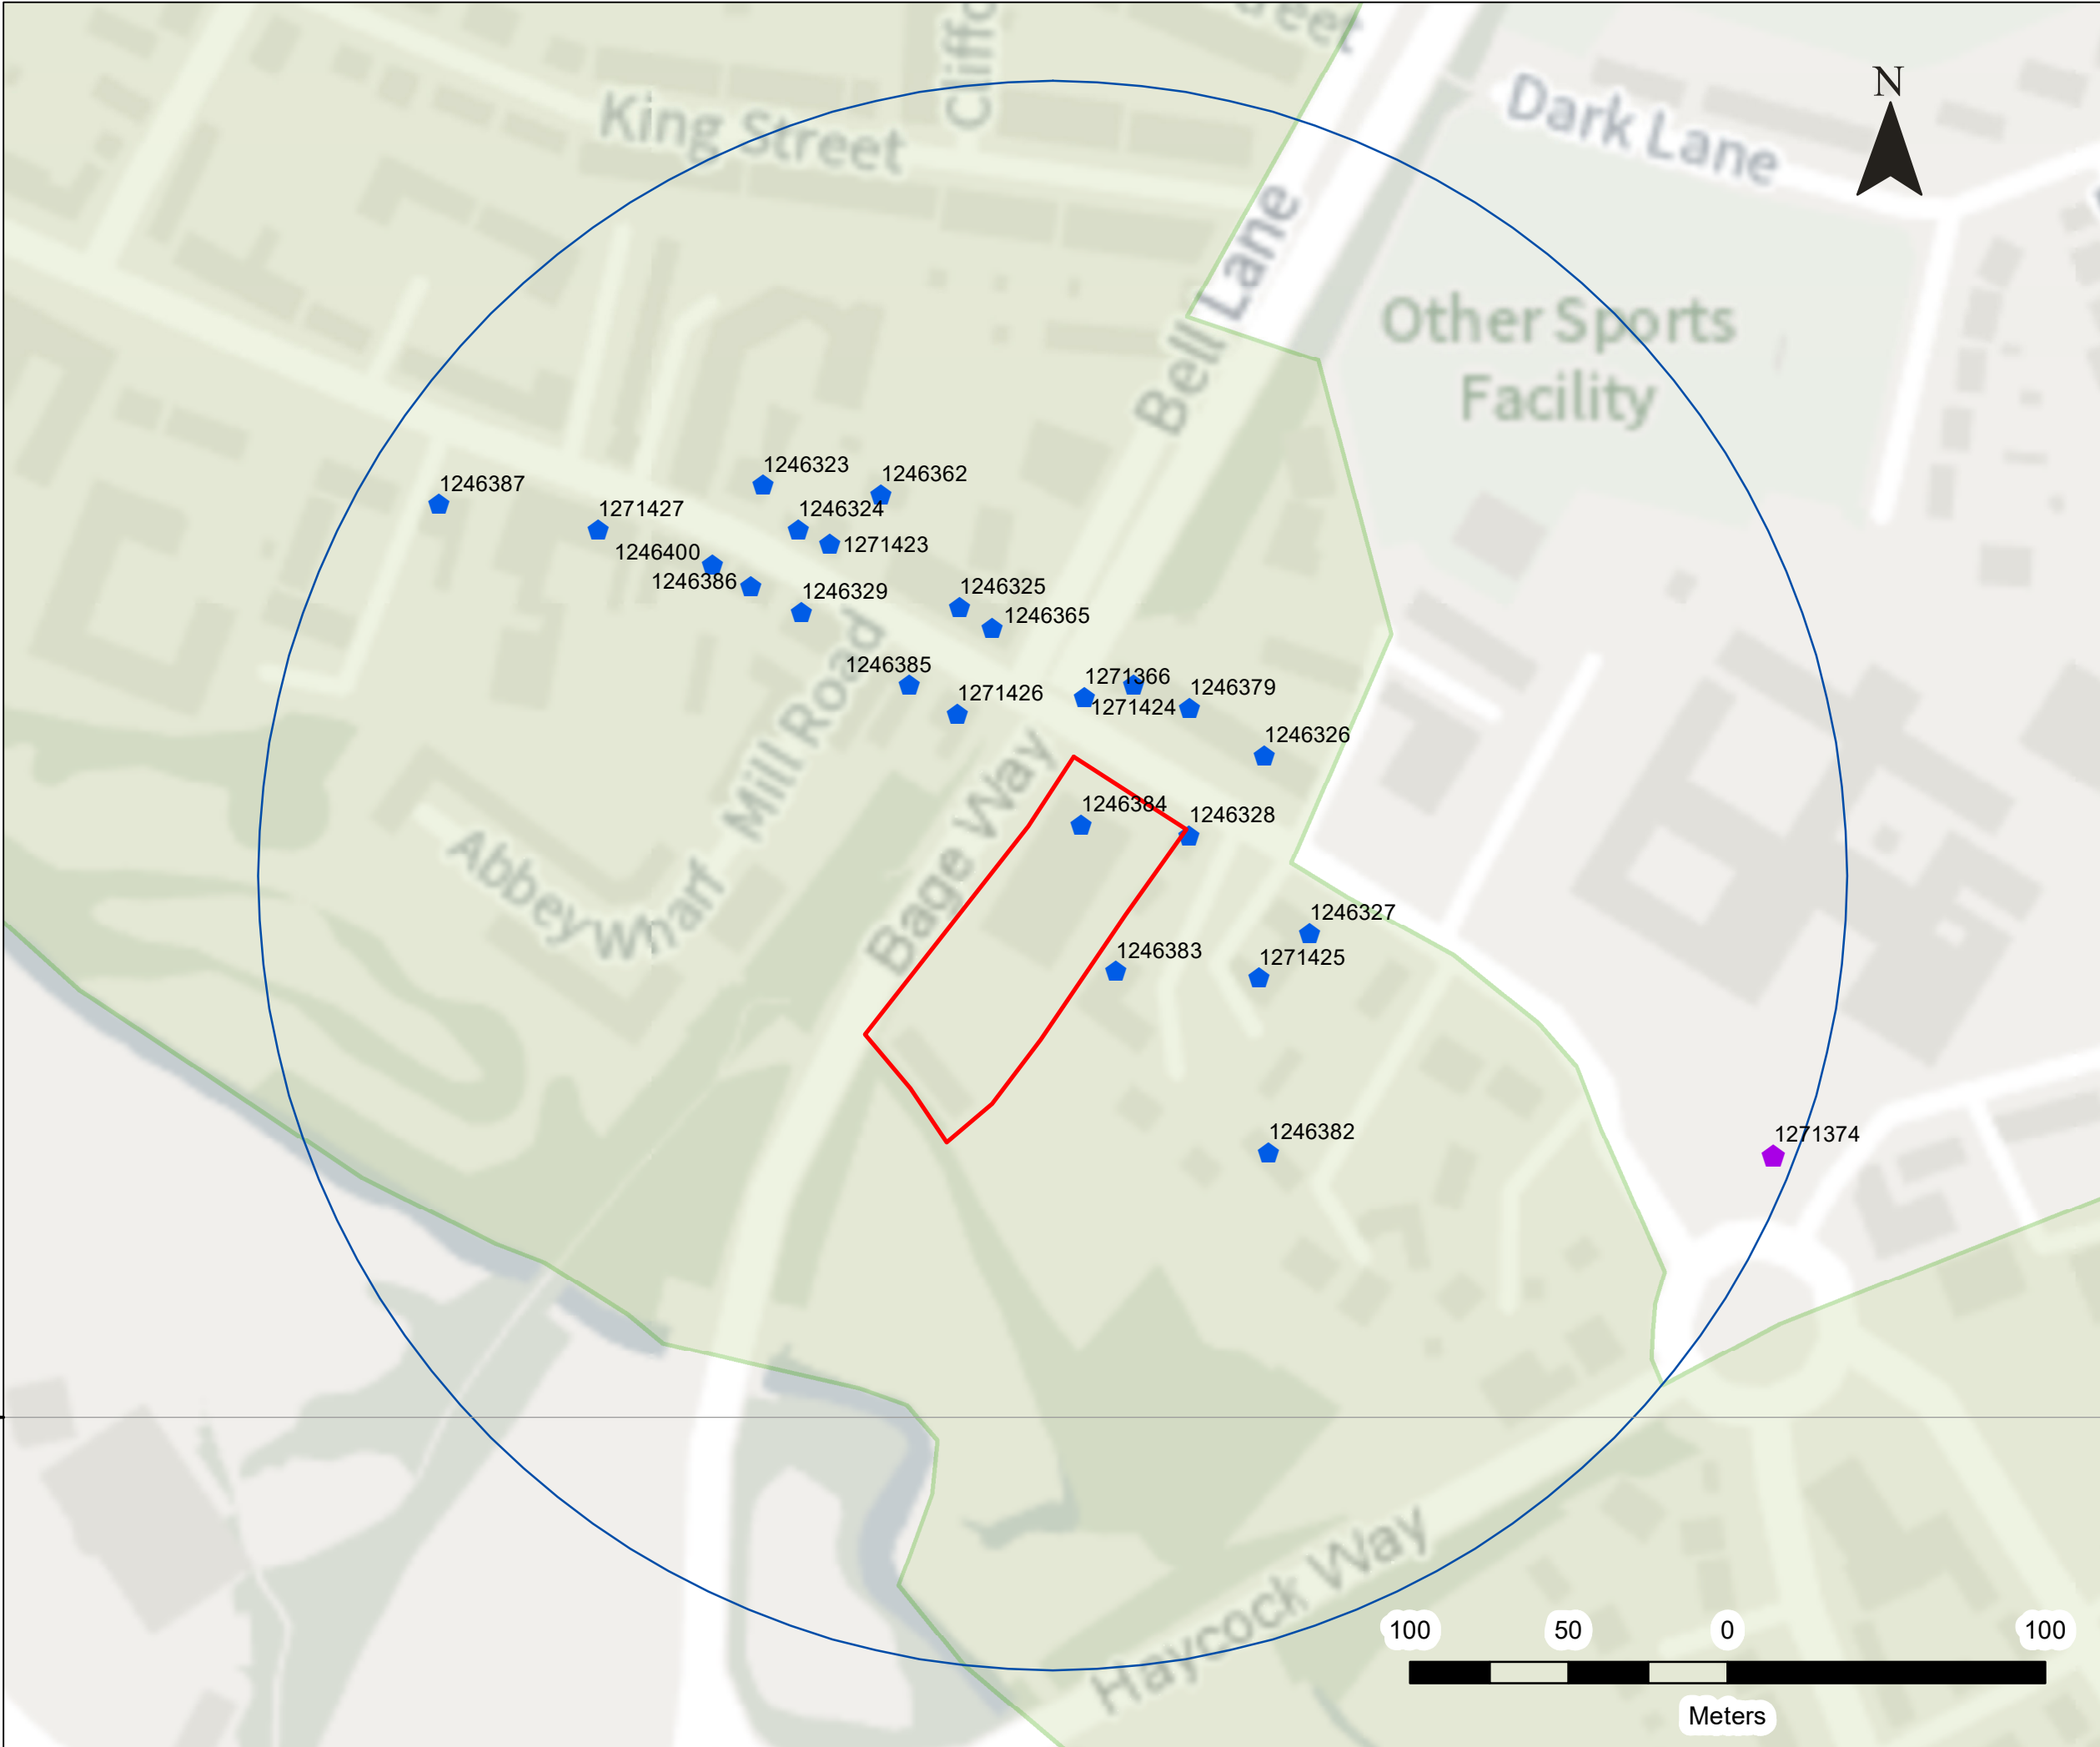 Cliffo
reet
N
Dark Lane
King Street
Bell Lane
Other Sports
Facility
1246323
1246362
1246387
1271427
1246324
1271423
1246400
1246386
1246329
1246325
1246365
1246385
1271366
1271426
1246379
1271424
1246326
Mill Road
Bage Way
1246384
1246328
Abbey Wharf
1246327
1246383
1271425
1246382
1271374
Haycock Way
100 50 0 100
Meters